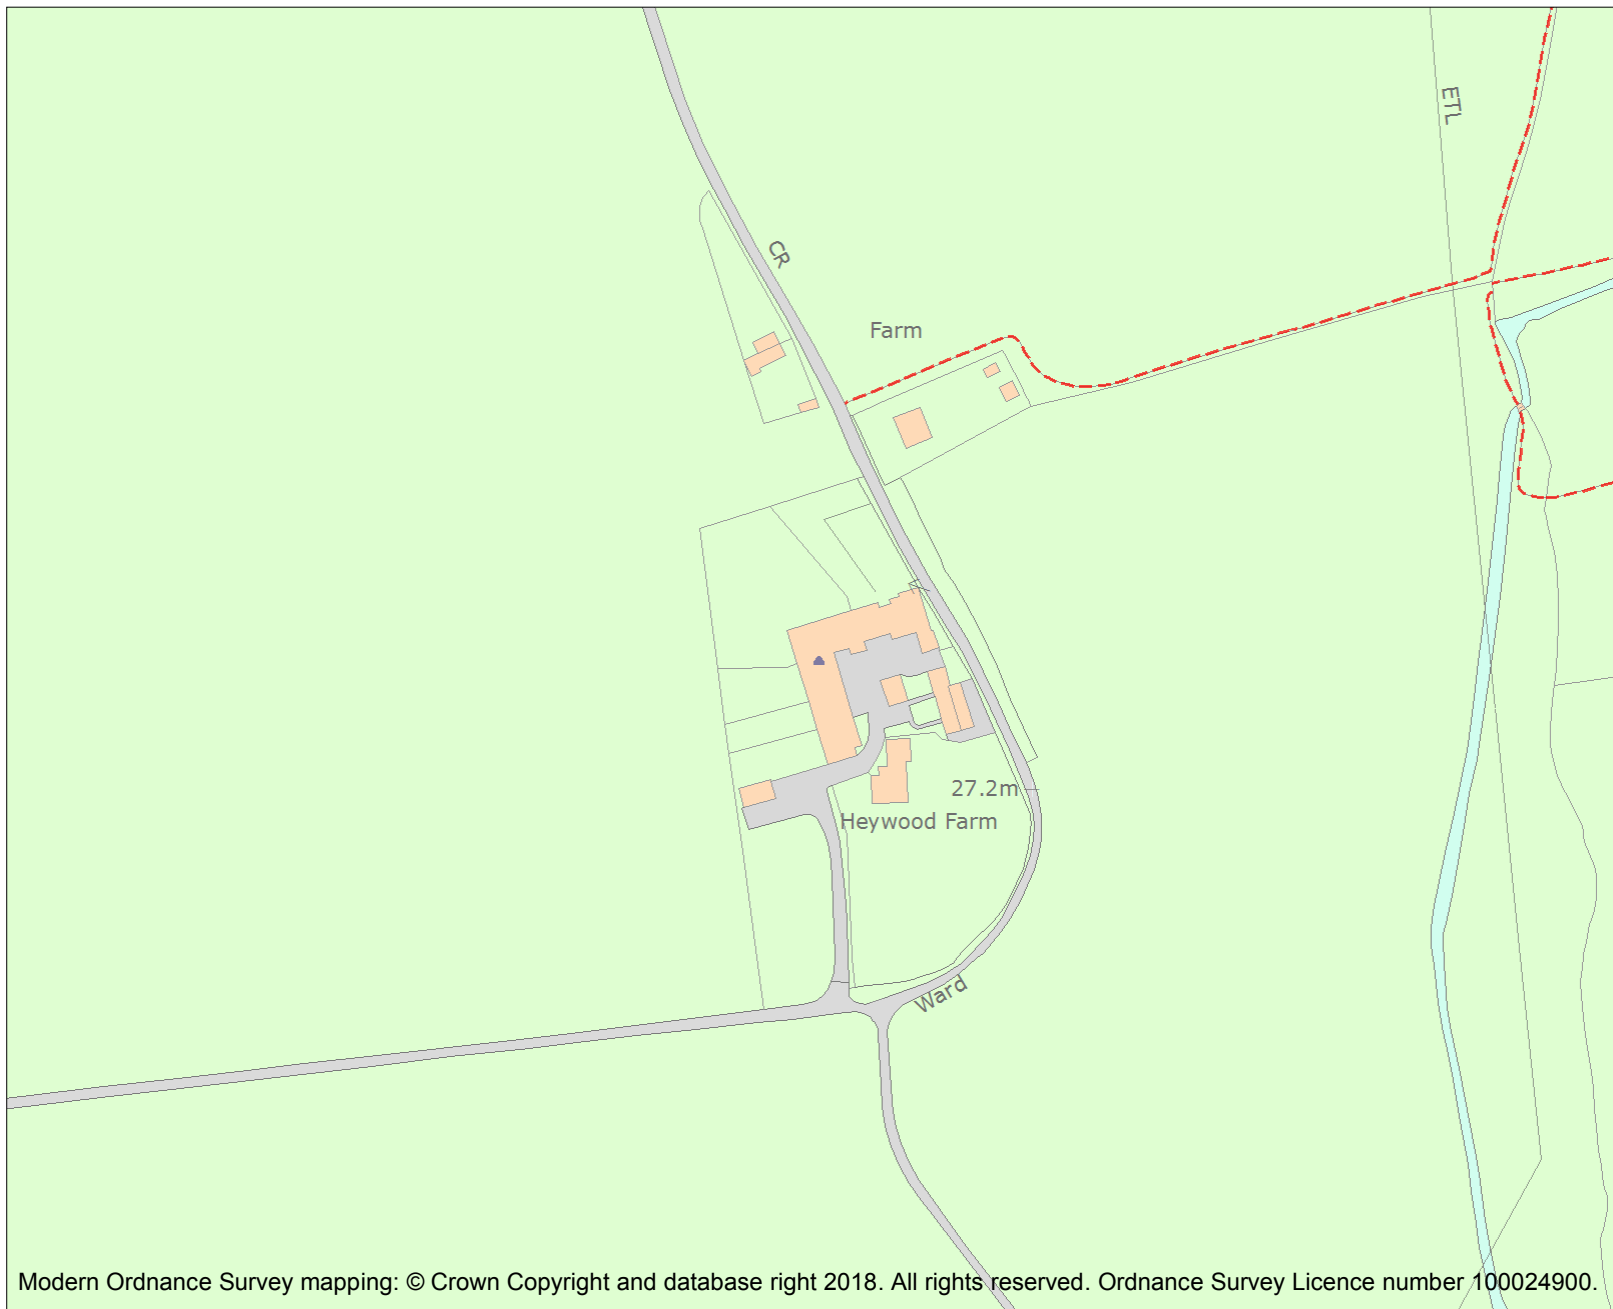 ETL
CR
Farm
27.2m
Heywood Farm
Ward
Modern Ordnance Survey mapping: © Crown Copyright and database right 2018. All rights reserved. Ordnance Survey Licence number 100024900.